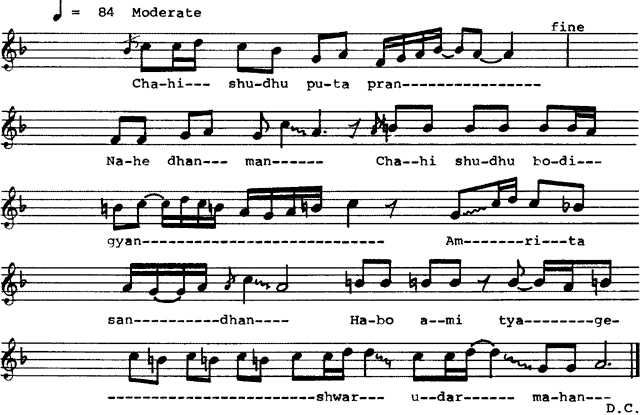 = 84 Moderate
fine
Cha-hi--- shu-dhu pu-ta pran-----------------
Na-he dhan--- man------- Cha--hi shu-dhu bo-di---
gyan------------------------------ Am-------ri--ta
san-----------dhan---- Ha-bo a--mi tya--------ge-
--------------------------shwar--- u--dar------- ma-han---
D.C.